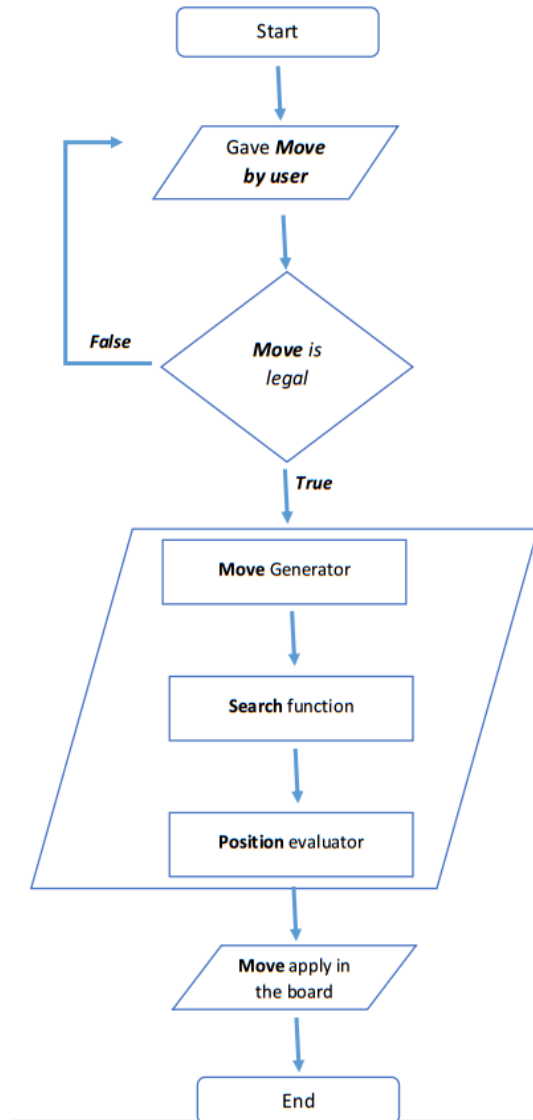 Start
Gave Move
by user
False
Move is
legal
True
Move Generator
Search function
Position evaluator
Move apply in
the board
End